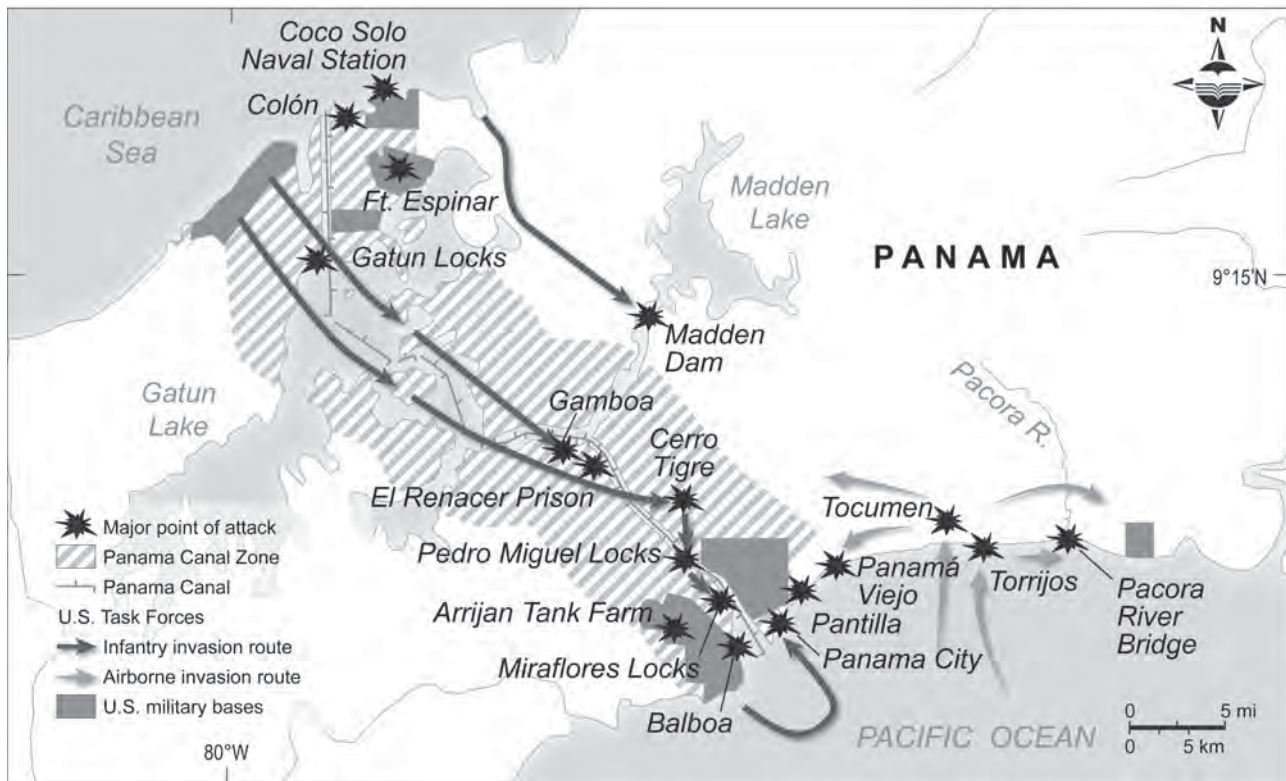 Coco Solo
Naval Station
Colón
Caribbean
Sea
N
Ft. Espinar
Madden
Lake
PANAMA
Gatun Locks
9°15'N
Madden
Dam
Gatun
Lake
Gamboa
Pacora R.
Cerro
Tigre
El Renacer Prison
Tocumen
Pedro Miguel Locks
Panamá
Viejo
Torrijos
Pacora
River
Bridge
Arrijan Tank Farm
Pantilla
Miraflores Locks
Panama City
Balboa
PACIFIC OCEAN
Major point of attack
Panama Canal Zone
Panama Canal
U.S. Task Forces
Infantry invasion route
Airborne invasion route
U.S. military bases
80°W
0 5 mi
0 5 km